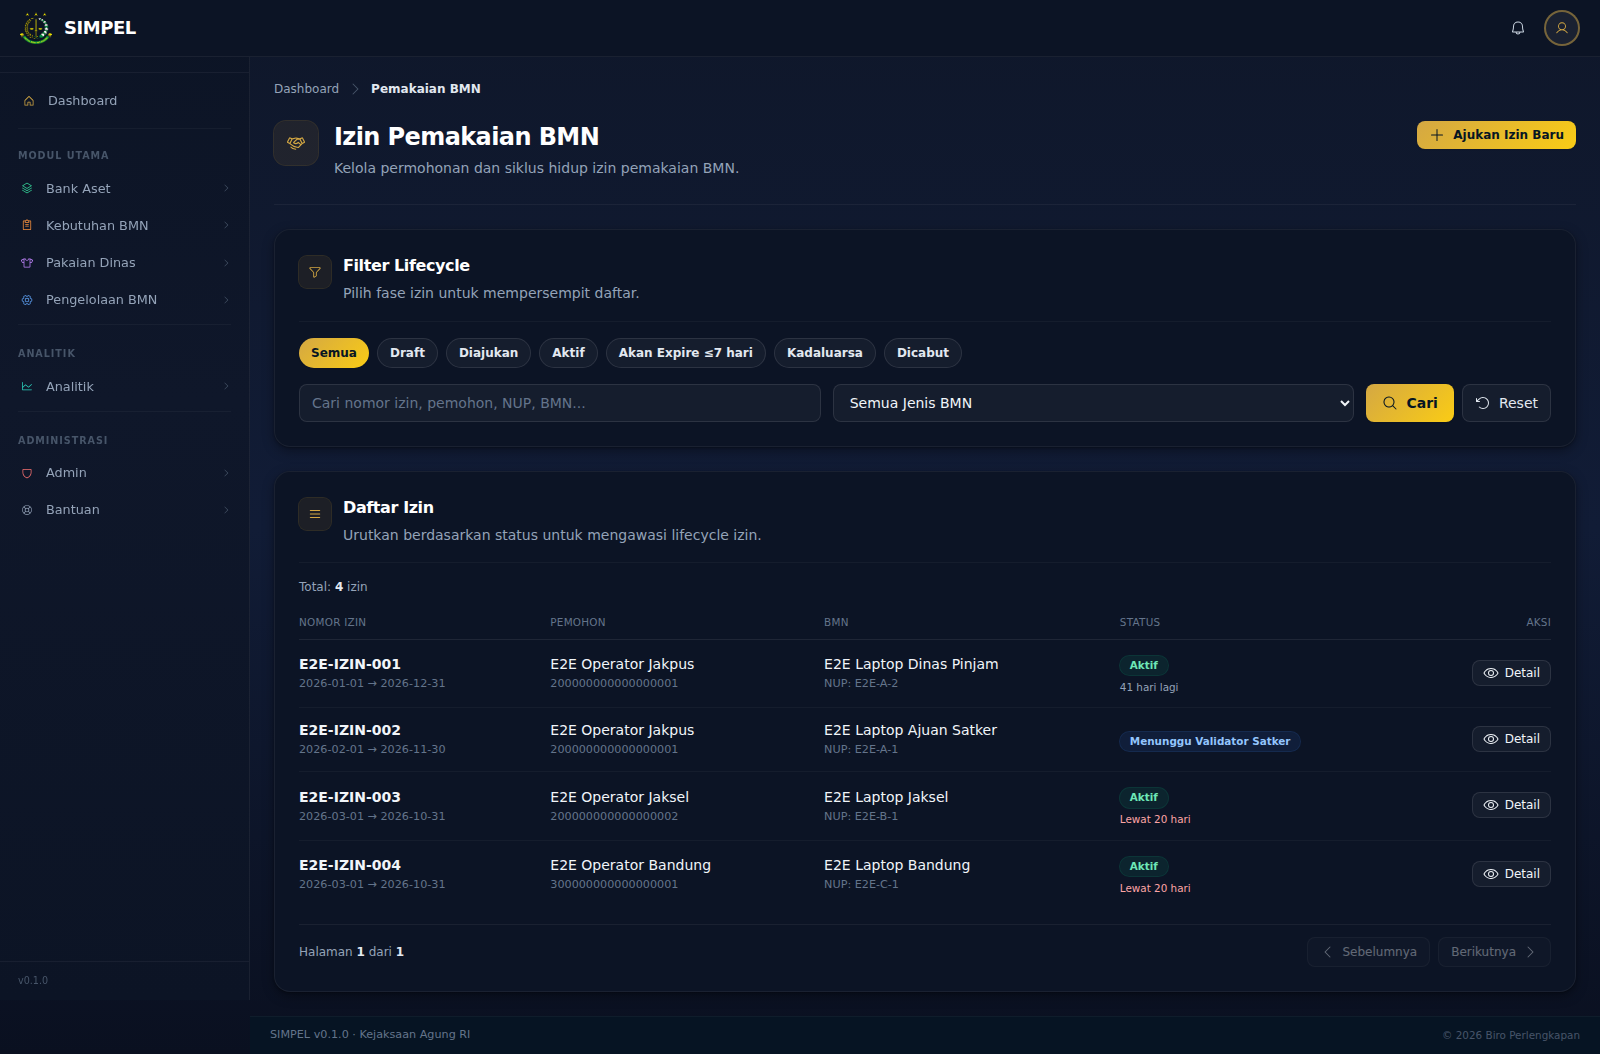 SIMPEL
Dashboard
MODUL UTAMA
Bank Aset
Kebutuhan BMN
Pakaian Dinas
Pengelolaan BMN
ANALITIK
Analitik
ADMINISTRASI
Admin
Bantuan
v0.1.0
Dashboard Pemakaian BMN
Izin Pemakaian BMN
Kelola permohonan dan siklus hidup izin pemakaian BMN.
Ajukan Izin Baru
Filter Lifecycle
Pilih fase izin untuk mempersempit daftar.
Semua Draft Diajukan Aktif Akan Expire ≤7 hari Kadaluarsa Dicabut
Cari nomor izin, pemohon, NUP, BMN... Semua Jenis BMN Cari Reset
Daftar Izin
Urutkan berdasarkan status untuk mengawasi lifecycle izin.
Total: 4 izin
NOMOR IZIN PEMOHON BMN STATUS AKSI
E2E-IZIN-001 E2E Operator Jakpus E2E Laptop Dinas Pinjam Aktif Detail
2026-01-01 → 2026-12-31 200000000000000001 NUP: E2E-A-2 41 hari lagi
E2E-IZIN-002 E2E Operator Jakpus E2E Laptop Ajuan Satker Menunggu Validator Satker Detail
2026-02-01 → 2026-11-30 200000000000000001 NUP: E2E-A-1
E2E-IZIN-003 E2E Operator Jaksel E2E Laptop Jaksel Aktif Detail
2026-03-01 → 2026-10-31 200000000000000002 NUP: E2E-B-1 Lewat 20 hari
E2E-IZIN-004 E2E Operator Bandung E2E Laptop Bandung Aktif Detail
2026-03-01 → 2026-10-31 300000000000000001 NUP: E2E-C-1 Lewat 20 hari
Halaman 1 dari 1 Sebelumnya Berikutnya
SIMPEL v0.1.0 · Kejaksaan Agung RI © 2026 Biro Perlengkapan